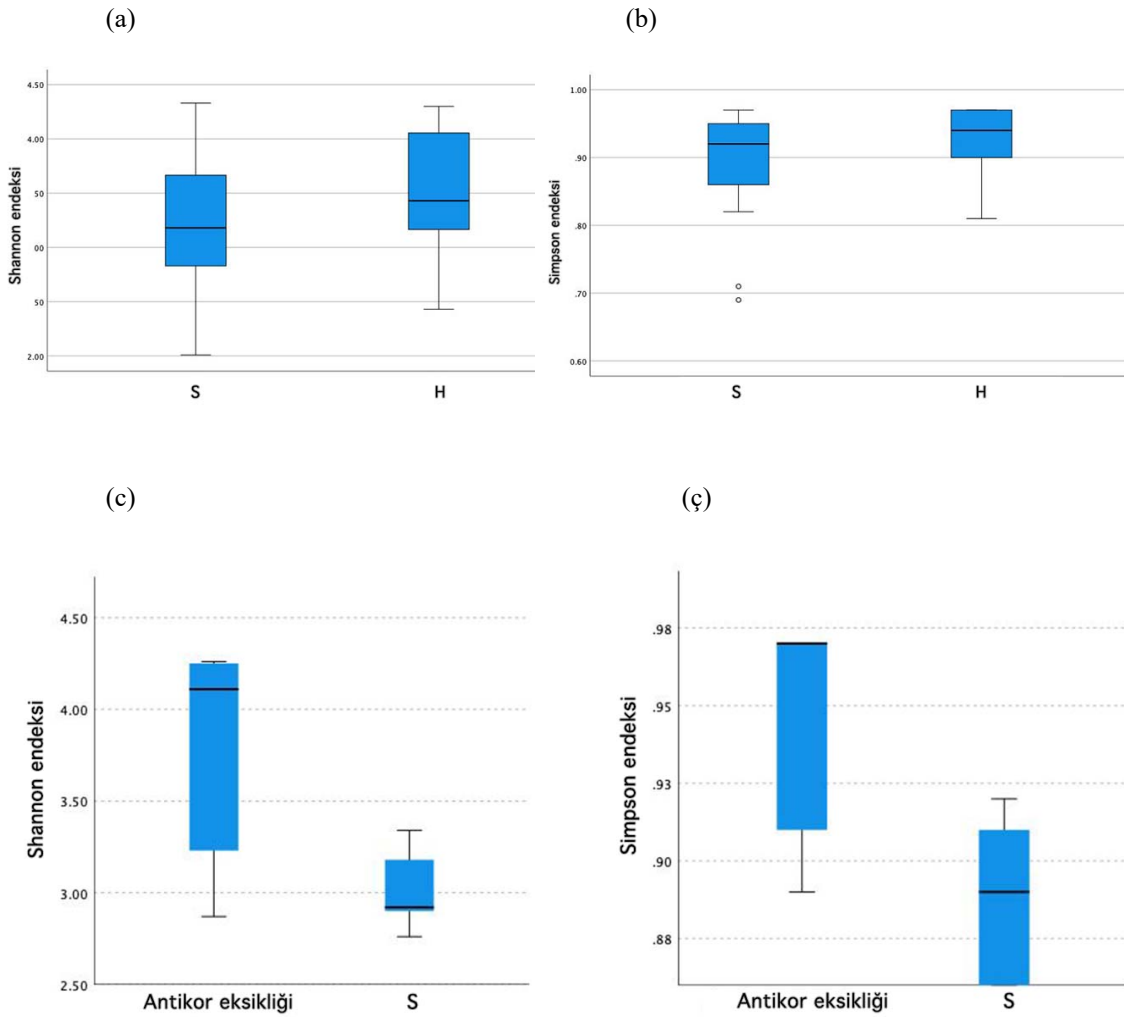 (a)
(b)
4.50
4.00
50
00
50
2.00
Shannon endeksi
S
H
1.00
.90
.80
.70
0.60
Simpson endeksi
S
H
(c)
(ç)
4.50
4.00
3.50
3.00
2.50
Shannon endeksi
Antikor eksikliği
S
.98
.95
.93
.90
.88
Simpson endeksi
Antikor eksikliği
S